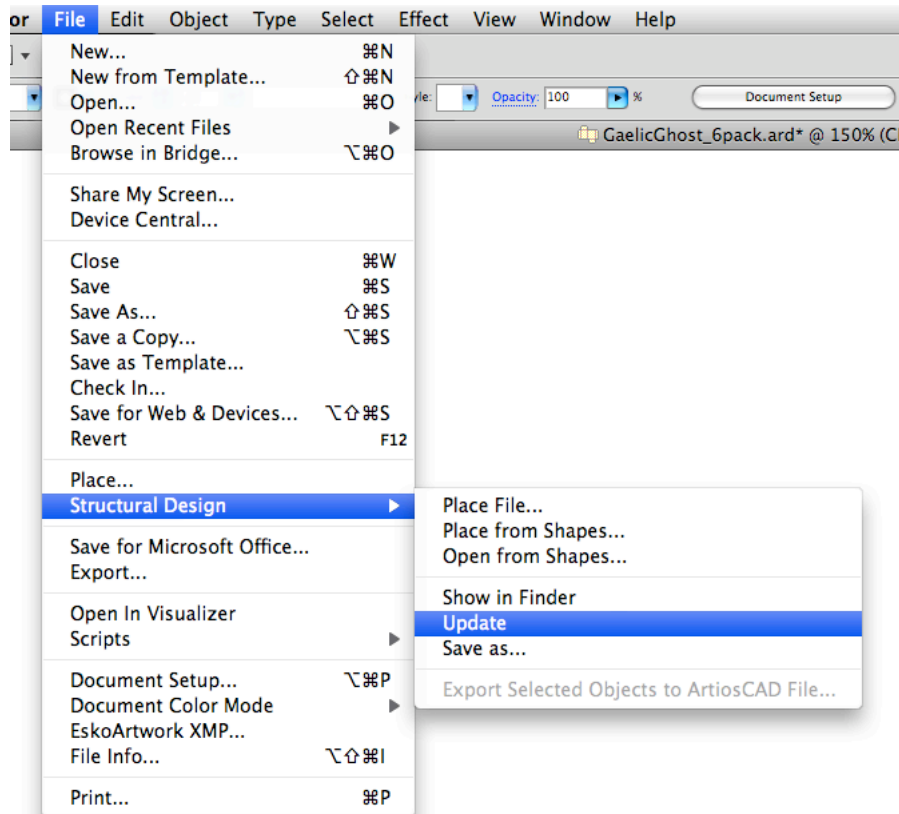 or File Edit Object Type Select Effect View Window Help
yle: Opacity: 100 % Document Setup
GaelicGhost_6pack.ard* @ 150% (C
New... ⌘N
New from Template... ⇧⌘N
Open... ⌘O
Open Recent Files
Browse in Bridge... ⌥⌘O
Share My Screen...
Device Central...
Close ⌘W
Save ⌘S
Save As... ⇧⌘S
Save a Copy... ⌥⌘S
Save as Template...
Check In...
Save for Web & Devices... ⌥⇧⌘S
Revert F12
Place...
Structural Design
Place File...
Place from Shapes...
Open from Shapes...
Show in Finder
Update
Save as...
Export Selected Objects to ArtiosCAD File...
Save for Microsoft Office...
Export...
Open In Visualizer
Scripts
Document Setup... ⌥⌘P
Document Color Mode
EskoArtwork XMP...
File Info... ⌥⇧⌘I
Print... ⌘P